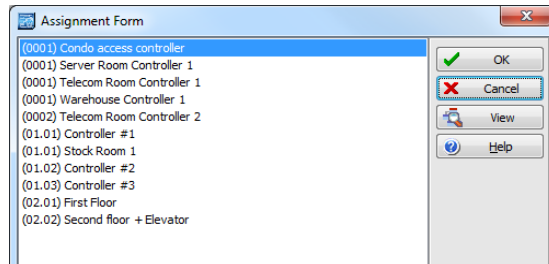 Assignment Form
(0001) Condo access controller
(0001) Server Room Controller 1
(0001) Telecom Room Controller 1
(0001) Warehouse Controller 1
(0002) Telecom Room Controller 2
(01.01) Controller #1
(01.01) Stock Room 1
(01.02) Controller #2
(01.03) Controller #3
(02.01) First Floor
(02.02) Second floor + Elevator
OK
Cancel
View
Help